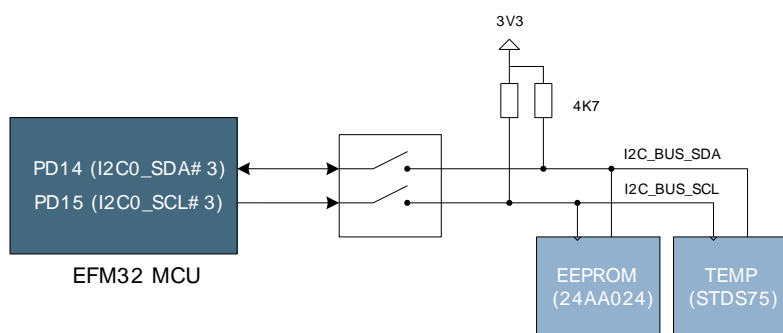 3V3
4K7
PD14 (I2C0_SDA# 3)
I2C_BUS_SDA
PD15 (I2C0_SCL# 3)
I2C_BUS_SCL
EFM32 MCU
EEPROM
(24AA024)
TEMP
(STDS75)